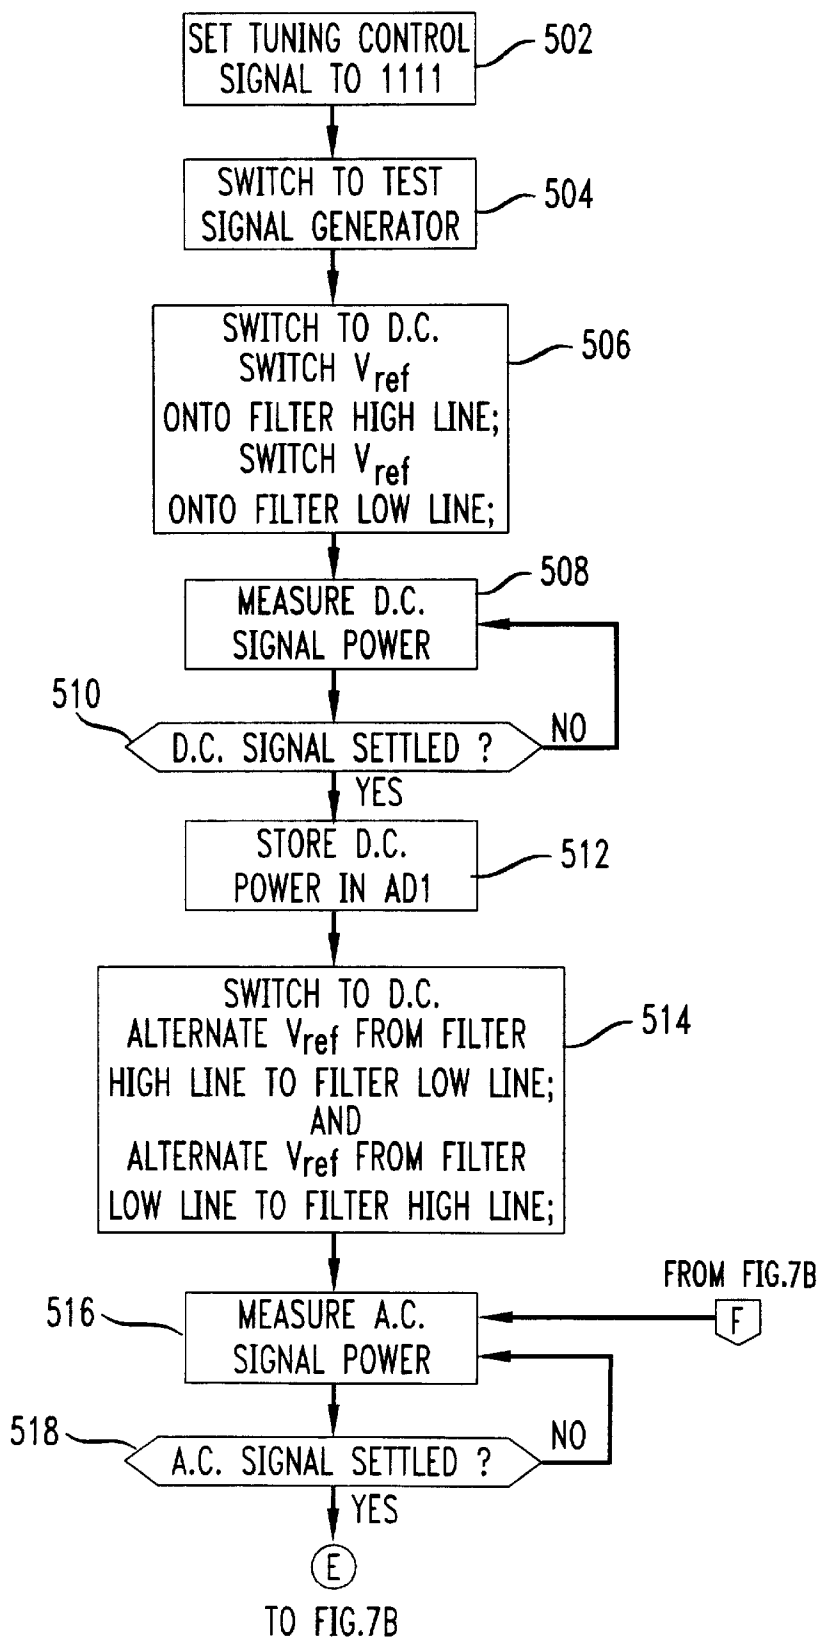 SET TUNING CONTROL
SIGNAL TO 1111
502
SWITCH TO TEST
SIGNAL GENERATOR
504
SWITCH TO D.C.
SWITCH Vref
ONTO FILTER HIGH LINE;
SWITCH Vref
ONTO FILTER LOW LINE;
506
MEASURE D.C.
SIGNAL POWER
508
510
D.C. SIGNAL SETTLED ?
NO
YES
STORE D.C.
POWER IN AD1
512
SWITCH TO D.C.
ALTERNATE Vref FROM FILTER
HIGH LINE TO FILTER LOW LINE;
AND
ALTERNATE Vref FROM FILTER
LOW LINE TO FILTER HIGH LINE;
514
FROM FIG.7B
F
516
MEASURE A.C.
SIGNAL POWER
518
A.C. SIGNAL SETTLED ?
NO
YES
E
TO FIG.7B